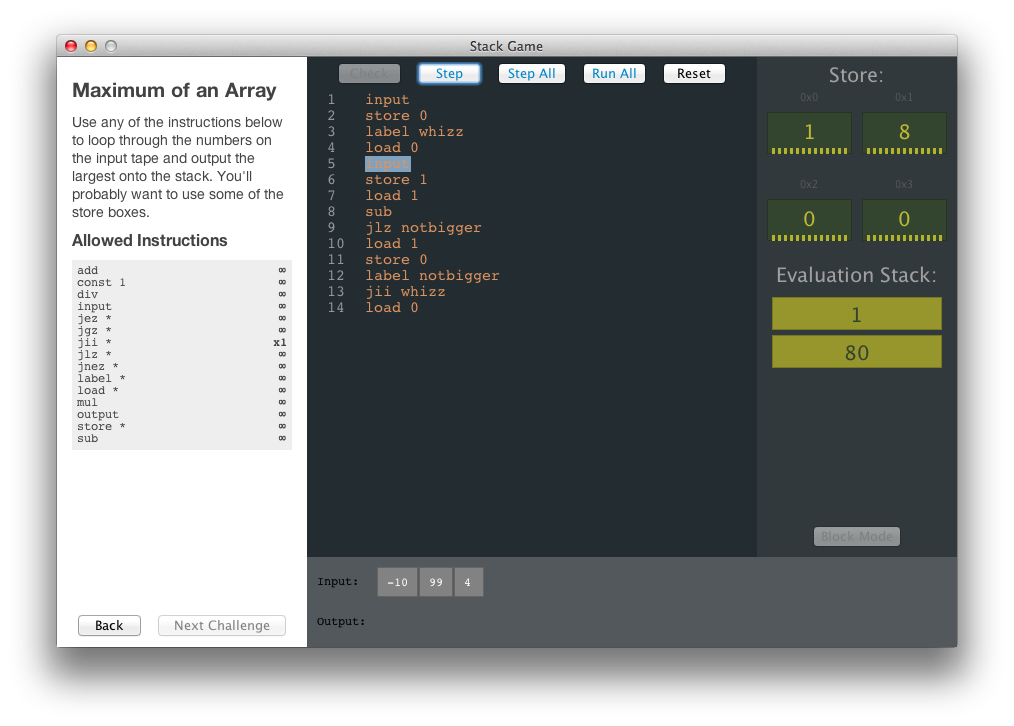 Stack Game
Maximum of an Array
Use any of the instructions below
to loop through the numbers on
the input tape and output the
largest onto the stack. You'll
probably want to use some of the
store boxes.
Allowed Instructions
add ∞
const 1 ∞
div ∞
input ∞
jez * ∞
jgz * ∞
jii * x1
jlz * ∞
jnez * ∞
label * ∞
load * ∞
mul ∞
output ∞
store * ∞
sub ∞
Back Next Challenge
Check Step Step All Run All Reset
1 input
2 store 0
3 label whizz
4 load 0
5 input
6 store 1
7 load 1
8 sub
9 jlz notbigger
10 load 1
11 store 0
12 label notbigger
13 jii whizz
14 load 0
Store:
0x0 0x1
1 8
0x2 0x3
0 0
Evaluation Stack:
1
80
Block Mode
Input: -10 99 4
Output: